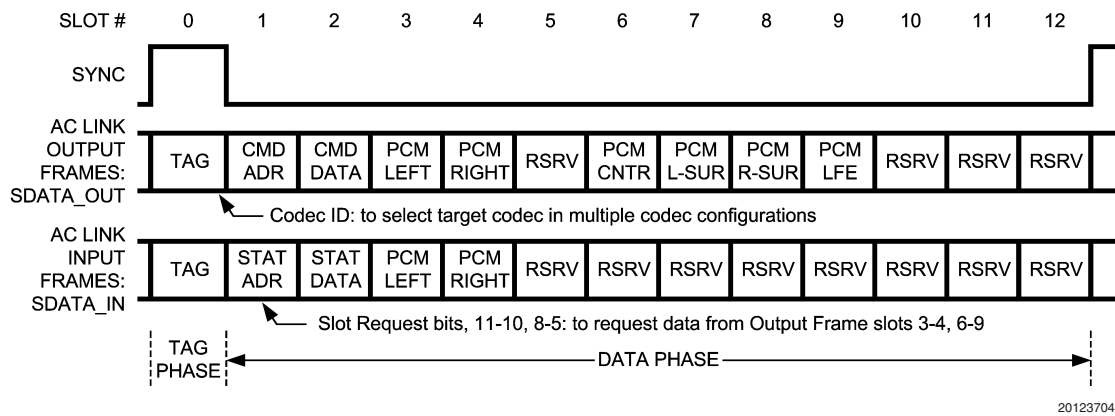 SLOT # 0 1 2 3 4 5 6 7 8 9 10 11 12
SYNC
AC LINK
OUTPUT
FRAMES:
SDATA_OUT
TAG
CMD
ADR
CMD
DATA
PCM
LEFT
PCM
RIGHT
RSRV
PCM
CNTR
PCM
L-SUR
PCM
R-SUR
PCM
LFE
RSRV
RSRV
RSRV
Codec ID: to select target codec in multiple codec configurations
AC LINK
INPUT
FRAMES:
SDATA_IN
TAG
STAT
ADR
STAT
DATA
PCM
LEFT
PCM
RIGHT
RSRV
RSRV
RSRV
RSRV
RSRV
RSRV
RSRV
RSRV
Slot Request bits, 11-10, 8-5: to request data from Output Frame slots 3-4, 6-9
TAG
PHASE
DATA PHASE
20123704